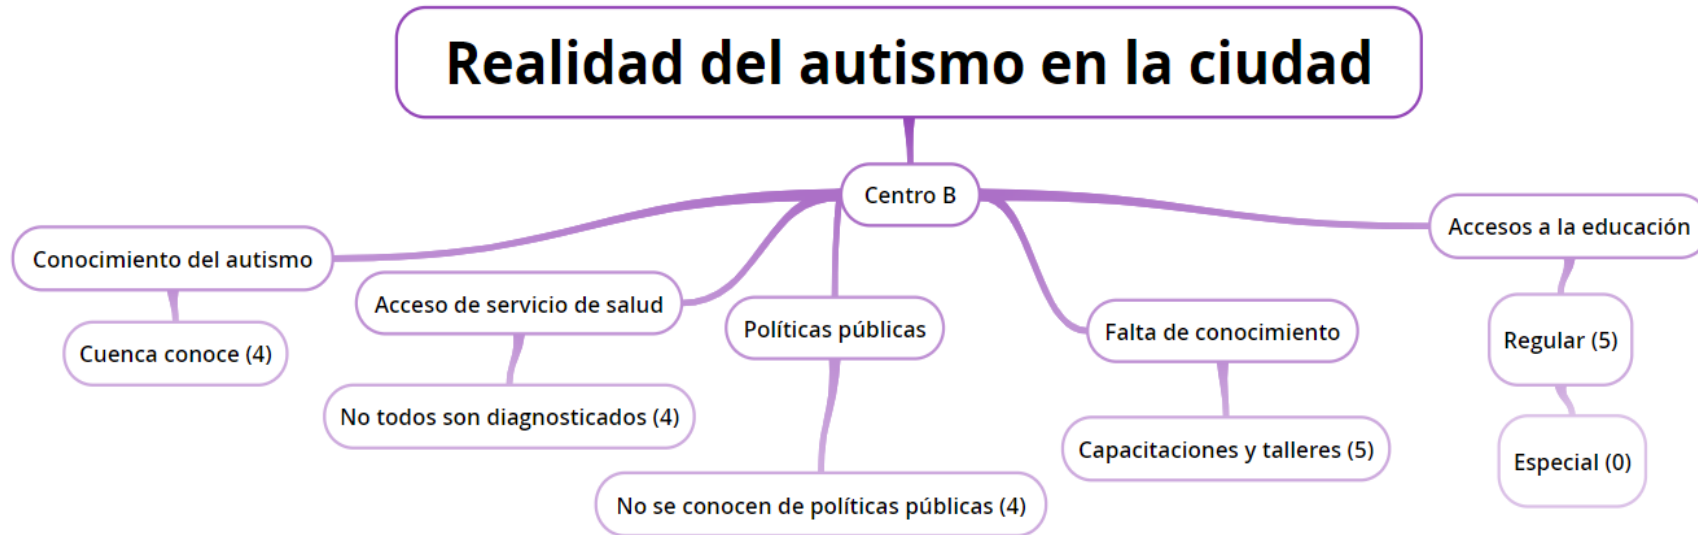 Realidad del autismo en la ciudad
Centro B
Conocimiento del autismo
Cuenca conoce (4)
Acceso de servicio de salud
No todos son diagnosticados (4)
Políticas públicas
No se conocen de políticas públicas (4)
Falta de conocimiento
Capacitaciones y talleres (5)
Accesos a la educación
Regular (5)
Especial (0)